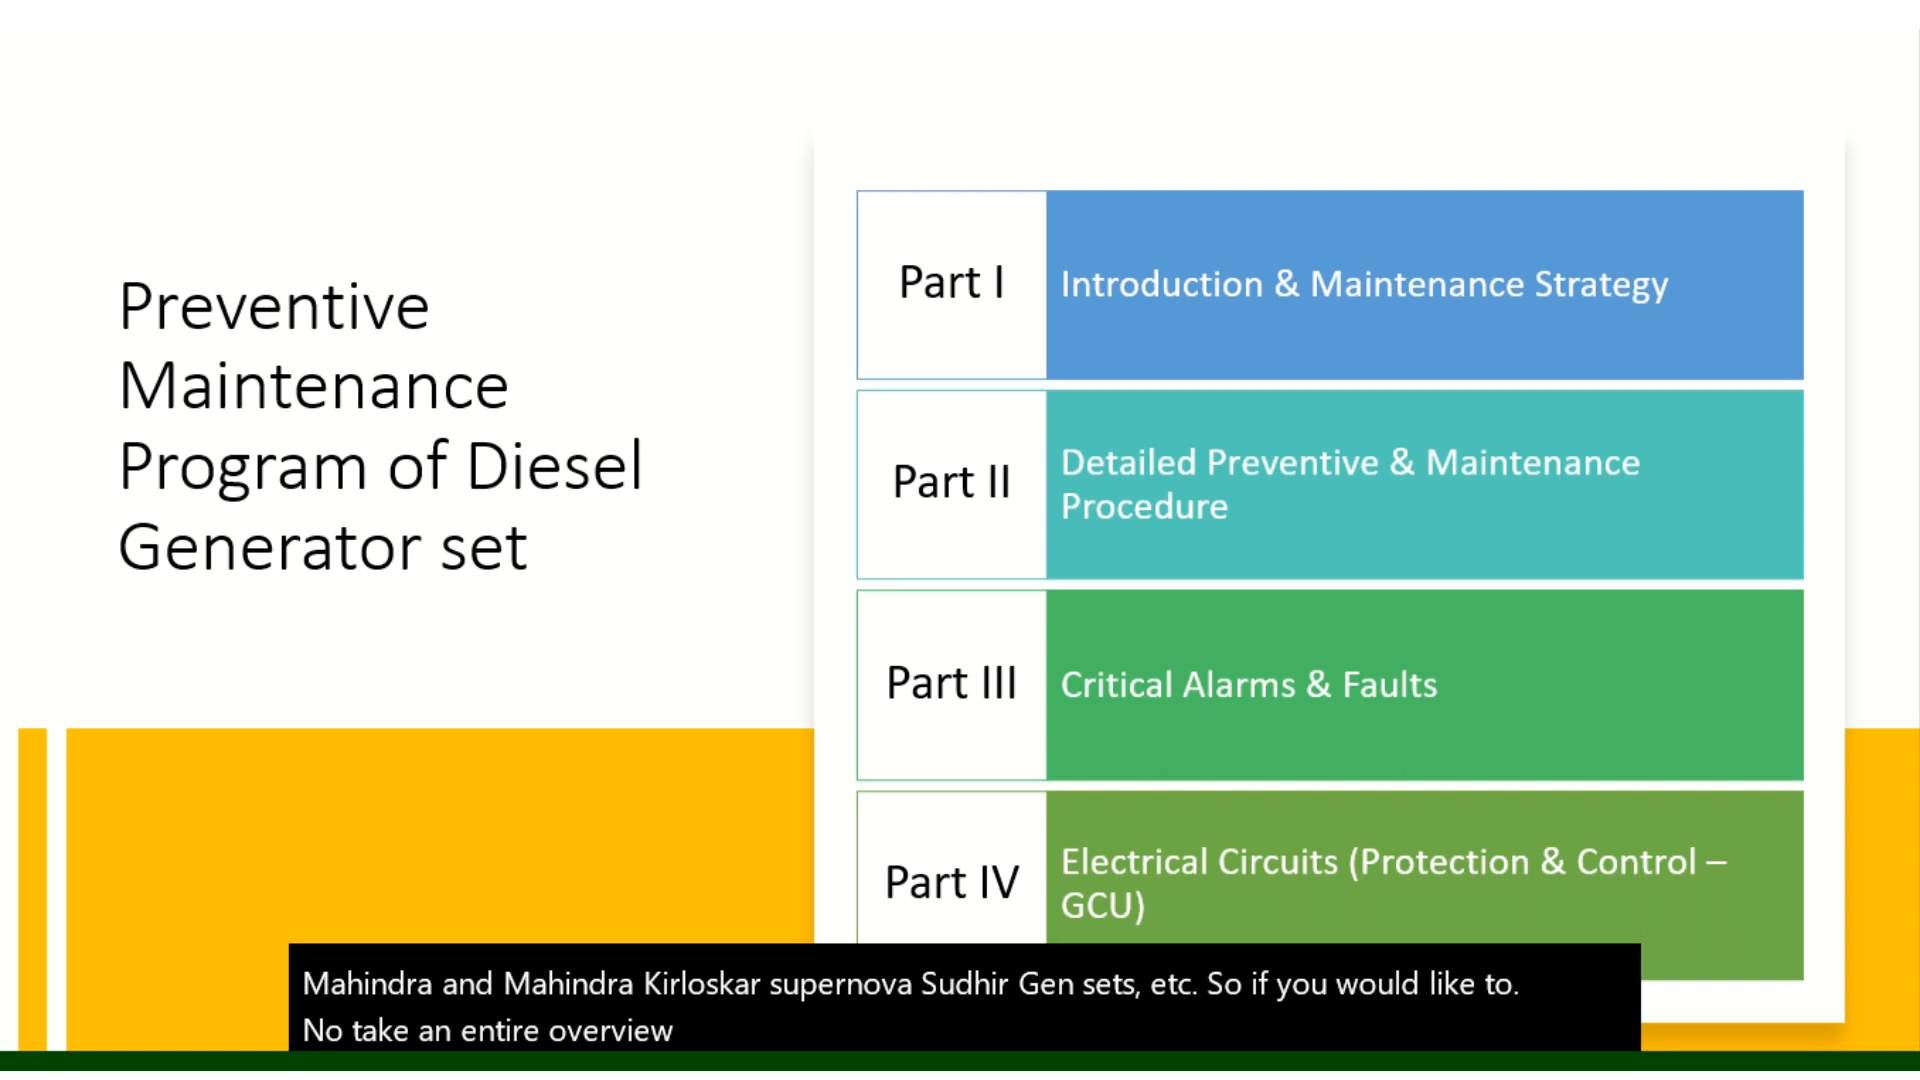 Preventive
Maintenance
Program of Diesel
Generator set
Part I
Introduction & Maintenance Strategy
Part II
Detailed Preventive & Maintenance
Procedure
Part III
Critical Alarms & Faults
Part IV
Electrical Circuits (Protection & Control –
GCU)
Mahindra and Mahindra Kirloskar supernova Sudhir Gen sets, etc. So if you would like to.
No take an entire overview